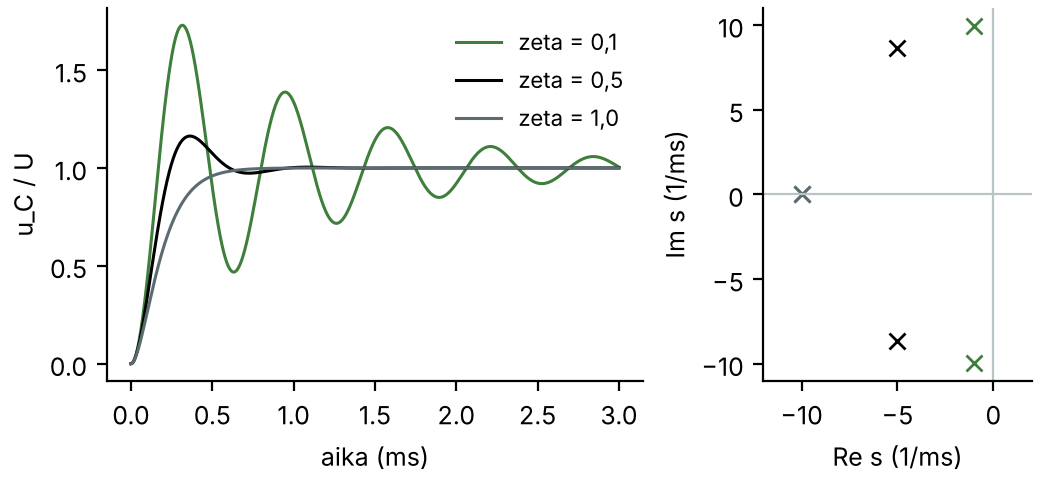 u_C / U
1.5
1.0
0.5
0.0
zeta = 0,1
zeta = 0,5
zeta = 1,0
0.0 0.5 1.0 1.5 2.0 2.5 3.0
aika (ms)
Im s (1/ms)
10
5
0
−5
−10
−10 −5 0
Re s (1/ms)